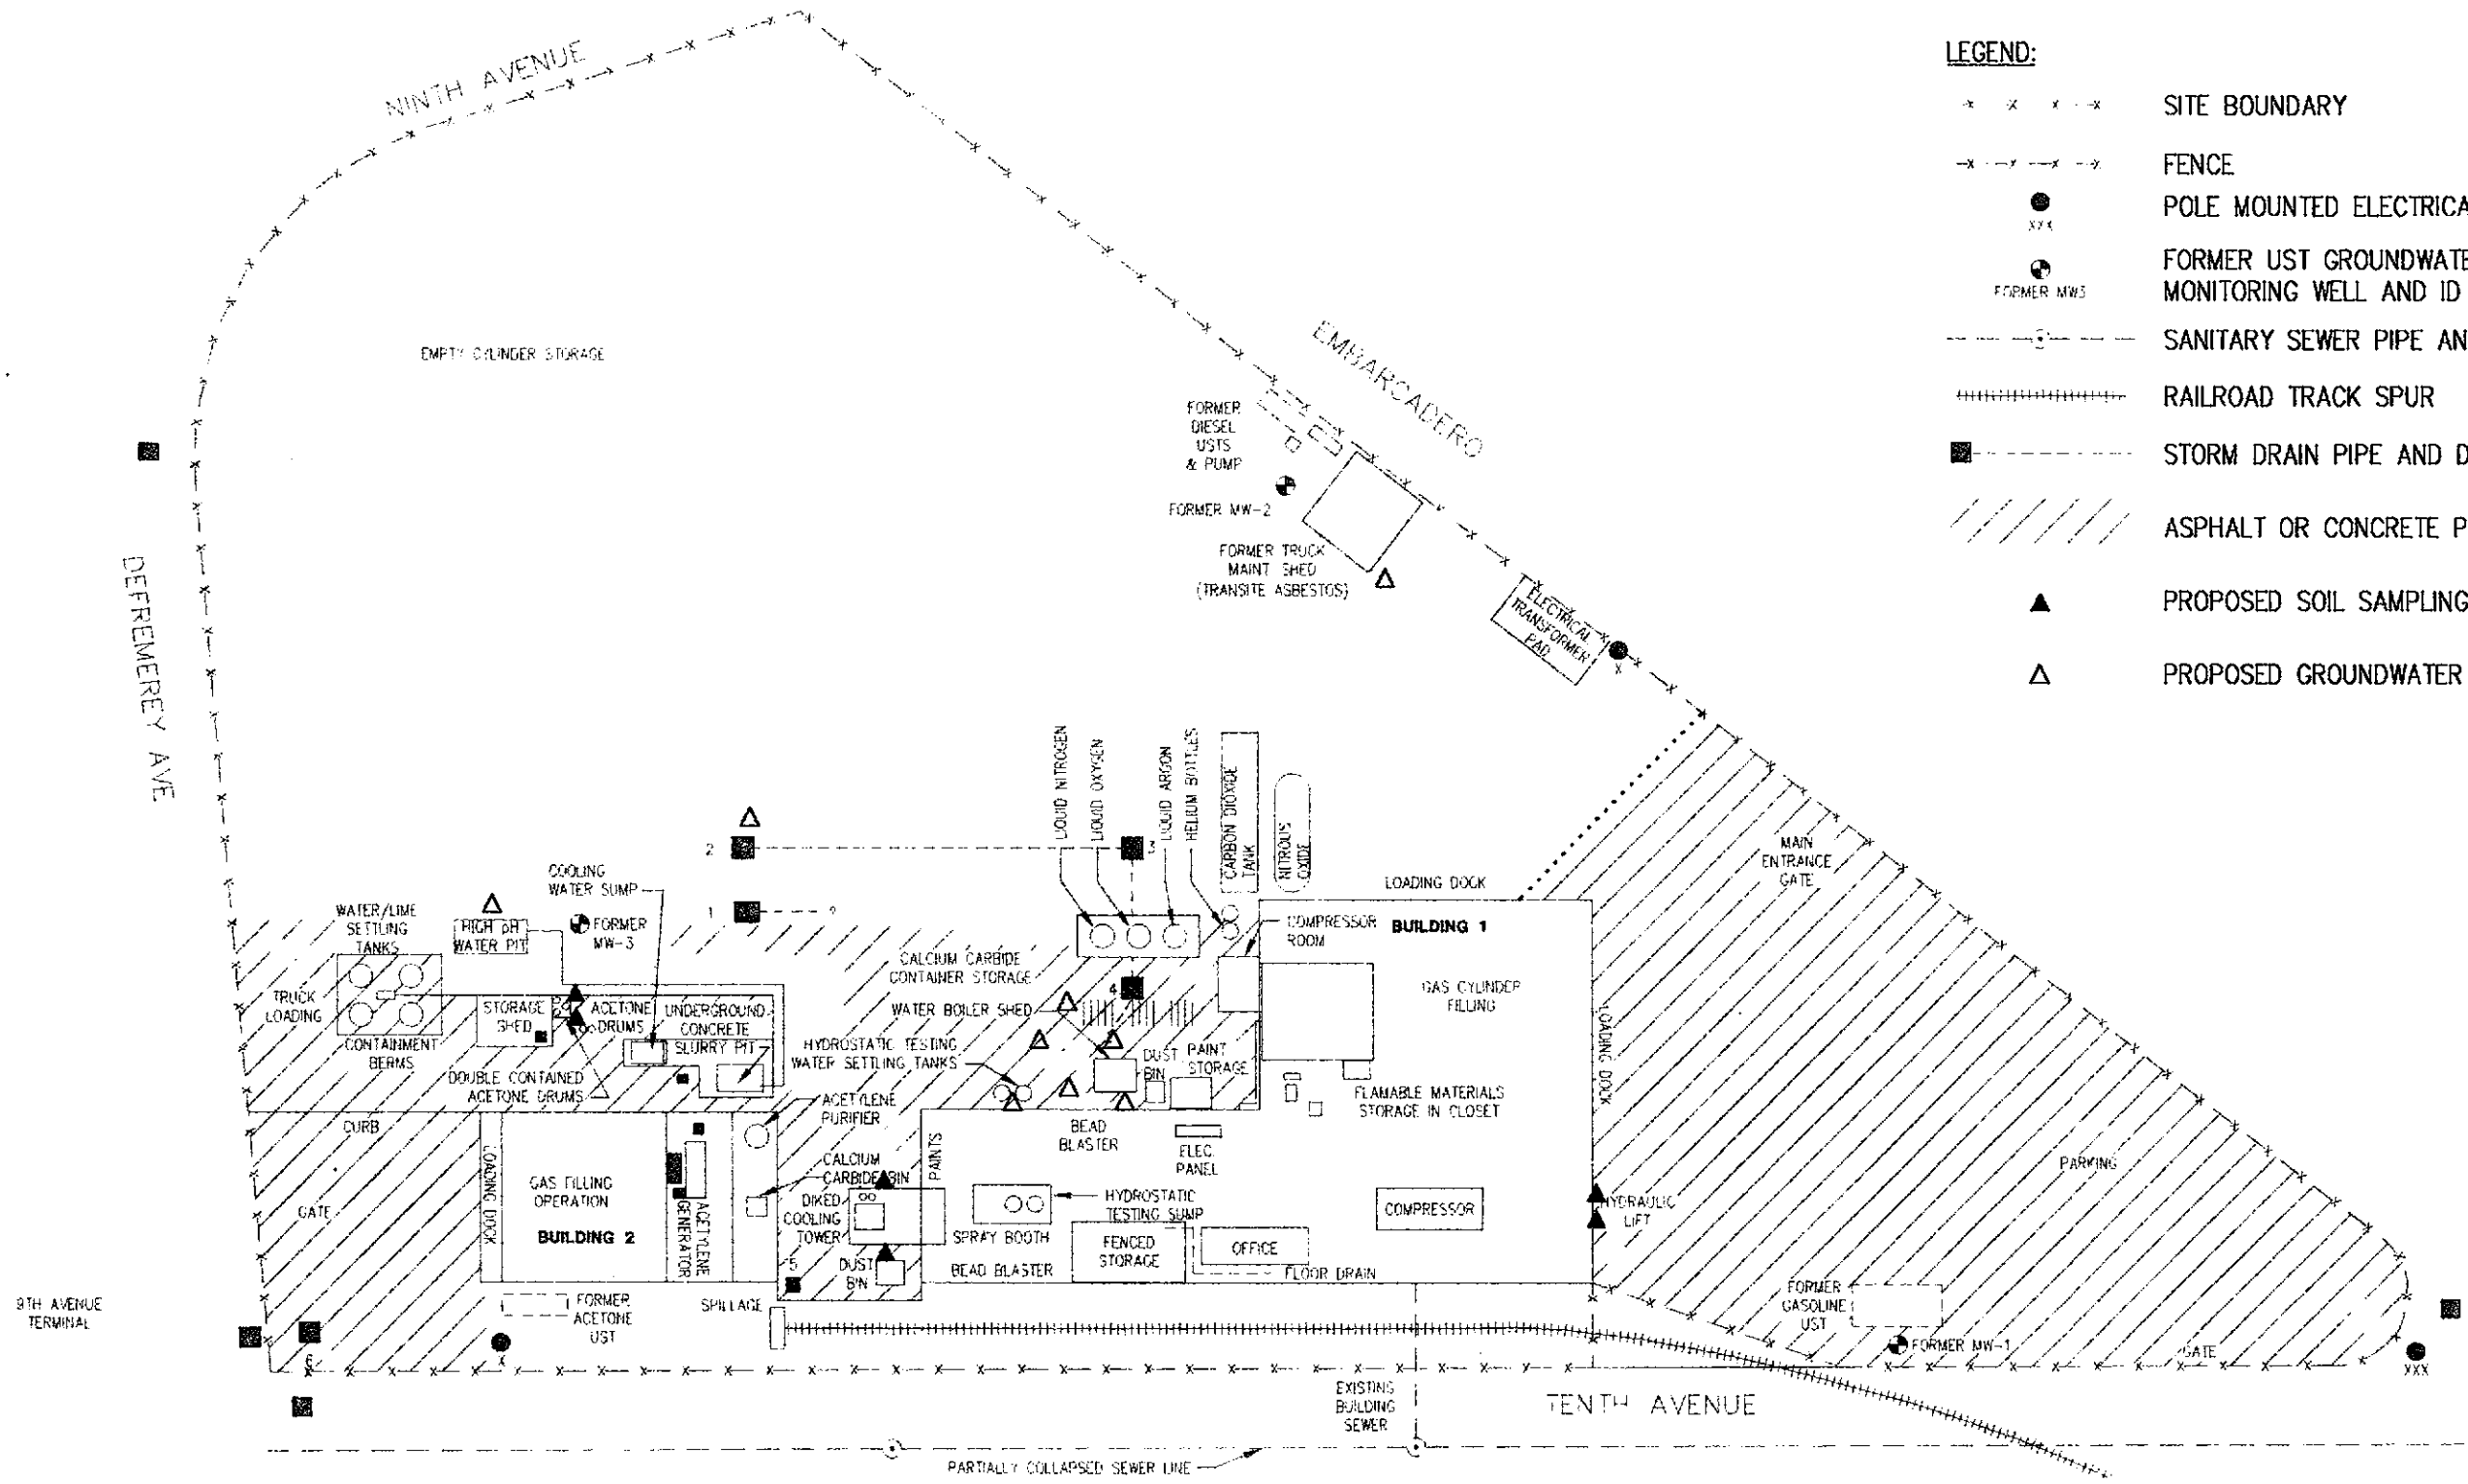 NINTH AVENUE
LEGEND:
SITE BOUNDARY
FENCE
POLE MOUNTED ELECTRICA
XXX
FORMER UST GROUNDWATE
MONITORING WELL AND ID
FORMER MW3
SANITARY SEWER PIPE AN
RAILROAD TRACK SPUR
STORM DRAIN PIPE AND D
ASPHALT OR CONCRETE P
PROPOSED SOIL SAMPLING
PROPOSED GROUNDWATER
EMPTY CYLINDER STORAGE
EMBARCADERO
FORMER
DIESEL
USTS
& PUMP
FORMER MW-2
FORMER TRUCK
MAINT SHED
(TRANSITE ASBESTOS)
ELECTRICAL
TRANSFORMER
PAD
X
DEFREMEREY AVE
LIQUID NITROGEN
LIQUID OXYGEN
LIQUID ARGON
HELIUM BOTTLES
CARBON DIOXIDE
TANK
NITROUS
OXIDE
2
3
1
?
COOLING
WATER SUMP
WATER/LIME
SETTLING
TANKS
HIGH pH
WATER PIT
FORMER
MW-3
MAIN
ENTRANCE
GATE
LOADING DOCK
COMPRESSOR
ROOM
BUILDING 1
CALCIUM CARBIDE
CONTAINER STORAGE
GAS CYLINDER
FILLING
TRUCK
LOADING
STORAGE
SHED
ACETONE
DRUMS
UNDERGROUND
CONCRETE
SLURRY PIT
4
WATER BOILER SHED
CONTAINMENT
BERMS
HYDROSTATIC TESTING
WATER SETTLING TANKS
DUST
BIN
PAINT
STORAGE
LOADING DOCK
DOUBLE CONTAINED
ACETONE DRUMS
FLAMABLE MATERIALS
STORAGE IN CLOSET
ACETYLENE
PURIFIER
CURB
BEAD
BLASTER
ELEC.
PANEL
PAINTS
LOADING DOCK
GAS FILLING
OPERATION
BUILDING 2
ACETYLENE
GENERATOR
CALCIUM
CARBIDE BIN
DIKED
COOLING
TOWER
HYDROSTATIC
TESTING SUMP
SPRAY BOOTH
COMPRESSOR
HYDRAULIC
LIFT
PARKING
GATE
FENCED
STORAGE
OFFICE
5
DUST
BIN
BEAD BLASTER
FLOOR DRAIN
9TH AVENUE
TERMINAL
FORMER
ACETONE
UST
SPILLAGE
FORMER
GASOLINE
UST
FORMER MW-1
GATE
6
X
XXX
EXISTING
BUILDING
SEWER
TENTH AVENUE
PARTIALLY COLLAPSED SEWER LINE